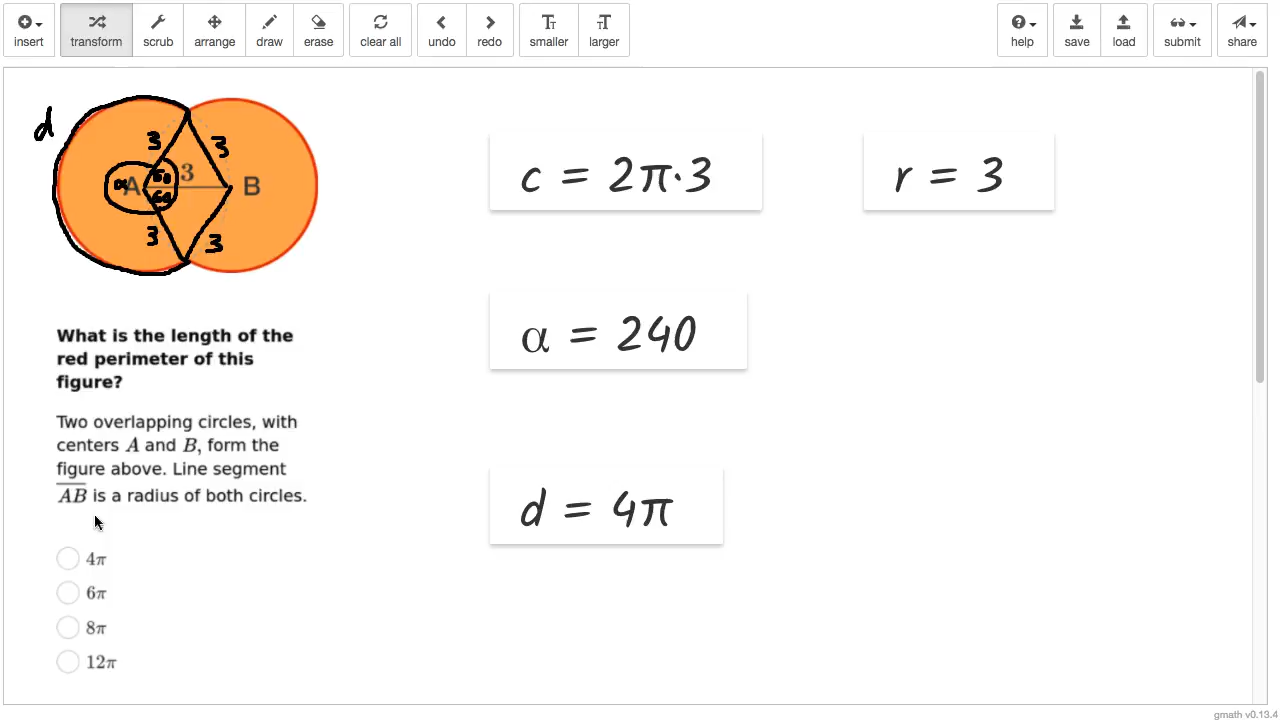 insert transform scrub arrange draw erase clear all undo redo smaller larger help save load submit share
d
3 3
α A 60 3 B
60
3 3
c = 2π·3 r = 3
α = 240
What is the length of the
red perimeter of this
figure?
Two overlapping circles, with
centers A and B, form the
figure above. Line segment
AB is a radius of both circles.
d = 4π
4π
6π
8π
12π
gmath v0.13.4